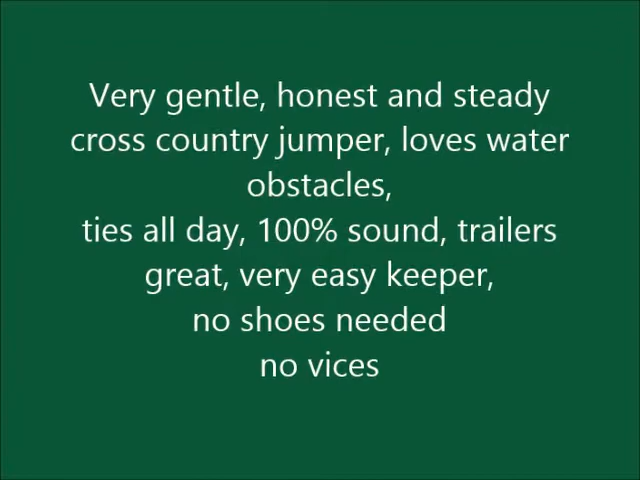 Very gentle, honest and steady
cross country jumper, loves water
obstacles,
ties all day, 100% sound, trailers
great, very easy keeper,
no shoes needed
no vices